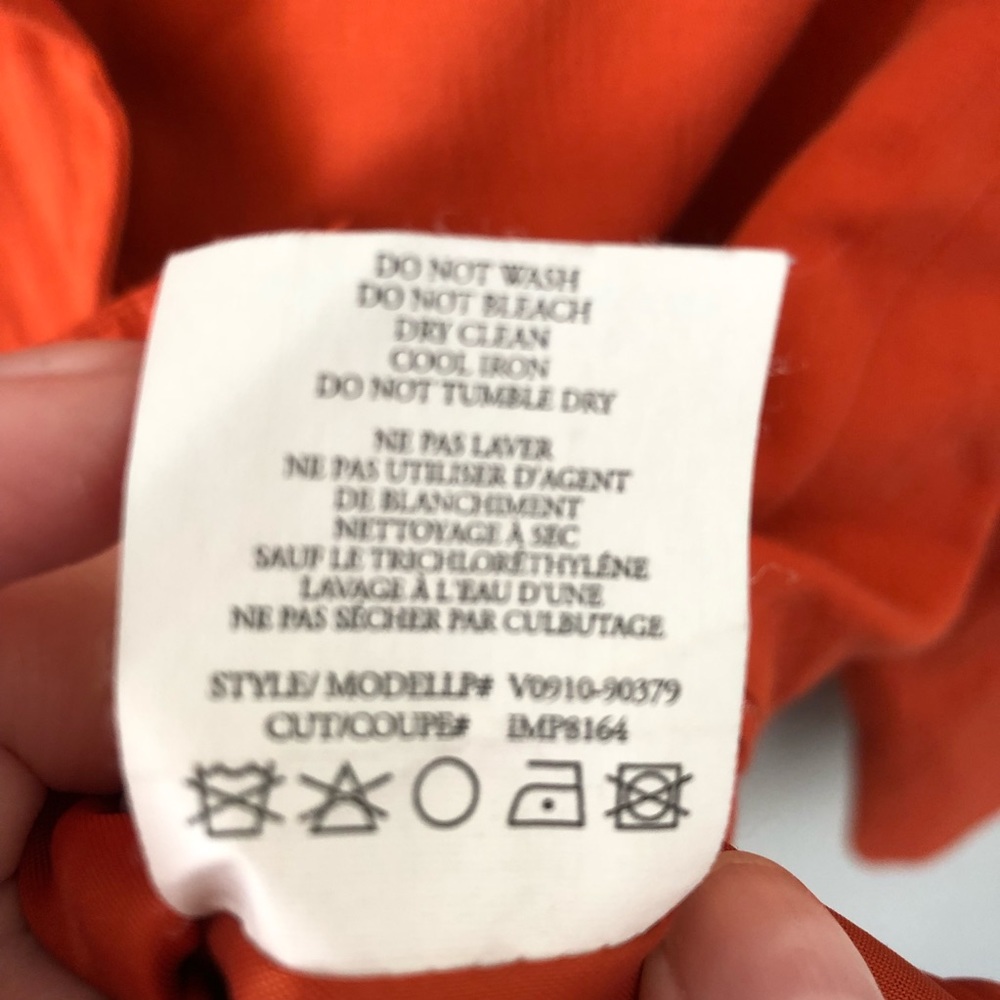 DO NOT WASH
DO NOT BLEACH
DRY CLEAN
COOL IRON
DO NOT TUMBLE DRY
NE PAS LAVER
NE PAS UTILISER D'AGENT
DE BLANCHIMENT
NETTOYAGE À SEC
SAUF LE TRICHLORÉTHYLÉNE
LAVAGE À L'EAU D'UNE
NE PAS SÉCHER PAR CULBUTAGE
STYLE/ MODELLP# V0910-90379
CUT/COUPE# IMP8164